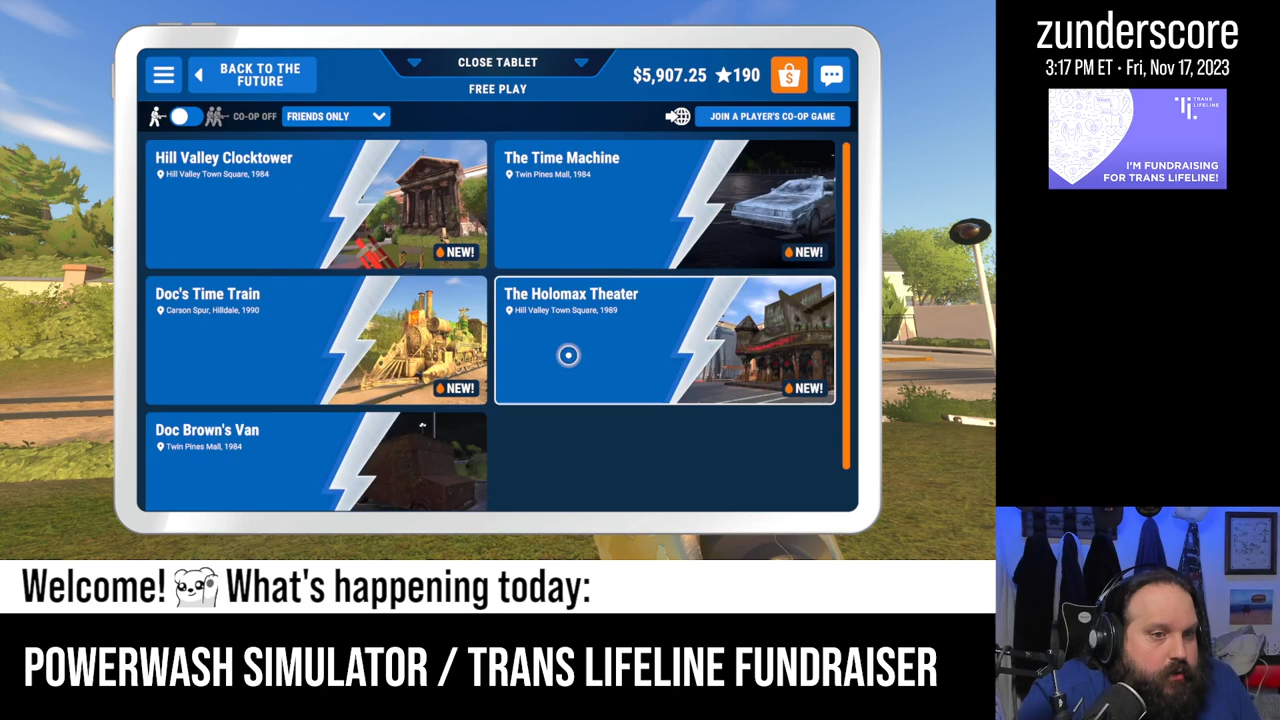 BACK TO THE
FUTURE
CLOSE TABLET
FREE PLAY
$5,907.25 ★190
CO-OP OFF
FRIENDS ONLY
JOIN A PLAYER'S CO-OP GAME
Hill Valley Clocktower
Hill Valley Town Square, 1984
NEW!
The Time Machine
Twin Pines Mall, 1984
NEW!
Doc's Time Train
Carson Spur, Hilldale, 1990
NEW!
The Holomax Theater
Hill Valley Town Square, 1989
NEW!
Doc Brown's Van
Twin Pines Mall, 1984
zunderscore
3:17 PM ET · Fri, Nov 17, 2023
TRANS
LIFELINE
I'M FUNDRAISING
FOR TRANS LIFELINE!
Welcome! What's happening today:
POWERWASH SIMULATOR / TRANS LIFELINE FUNDRAISER